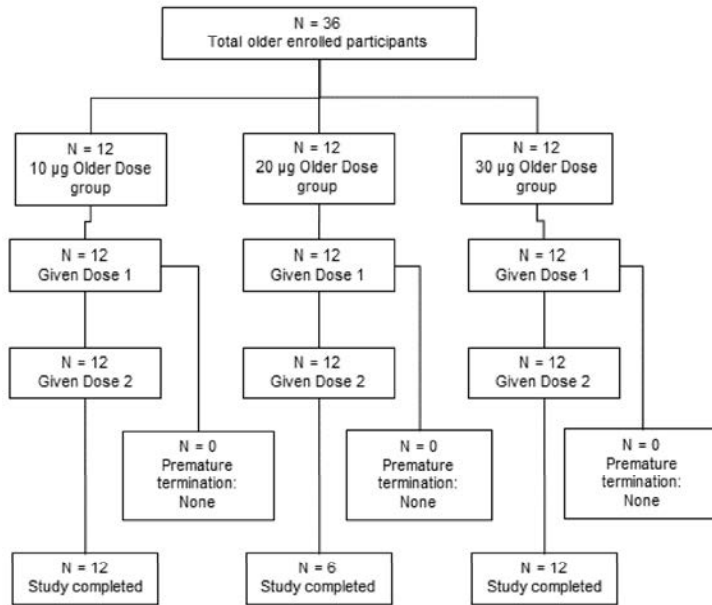 N = 36
Total older enrolled participants
N = 12
10 µg Older Dose
group
N = 12
20 µg Older Dose
group
N = 12
30 µg Older Dose
group
N = 12
Given Dose 1
N = 12
Given Dose 1
N = 12
Given Dose 1
N = 12
Given Dose 2
N = 12
Given Dose 2
N = 12
Given Dose 2
N = 0
Premature
termination:
None
N = 0
Premature
termination:
None
N = 0
Premature
termination:
None
N = 12
Study completed
N = 6
Study completed
N = 12
Study completed